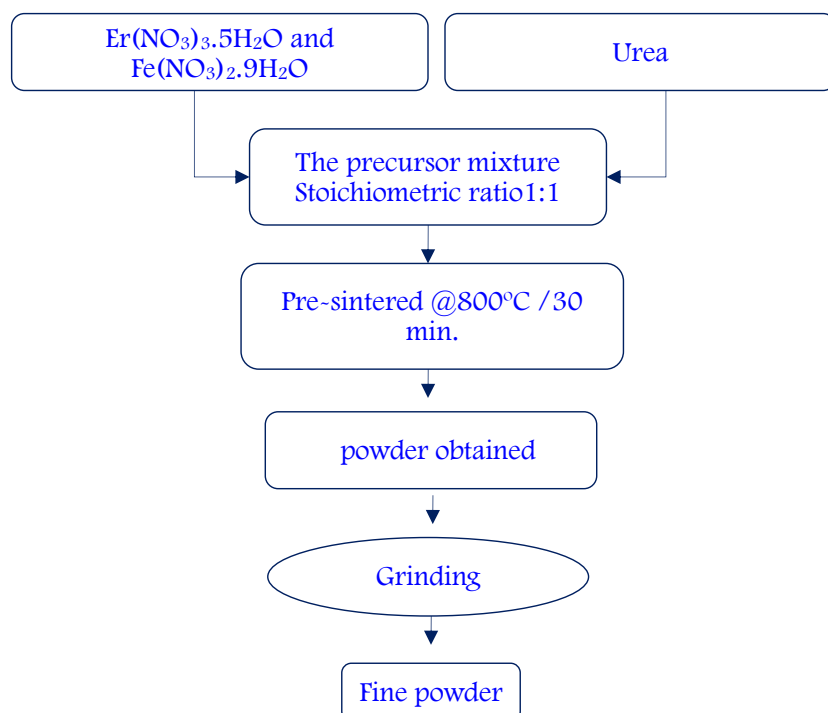 Er(NO₃)₃.5H₂O and
Fe(NO₃)₂.9H₂O
Urea
The precursor mixture
Stoichiometric ratio1:1
Pre-sintered @800ºC /30
min.
powder obtained
Grinding
Fine powder